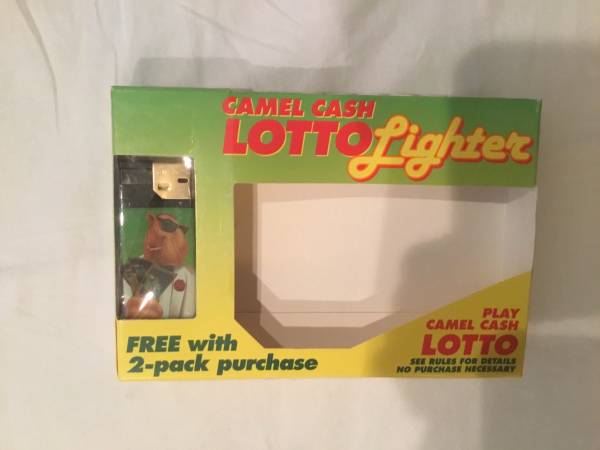 CAMEL CASH
LOTTO Lighter
FREE with
2-pack purchase
PLAY
CAMEL CASH
LOTTO
SEE RULES FOR DETAILS
NO PURCHASE NECESSARY